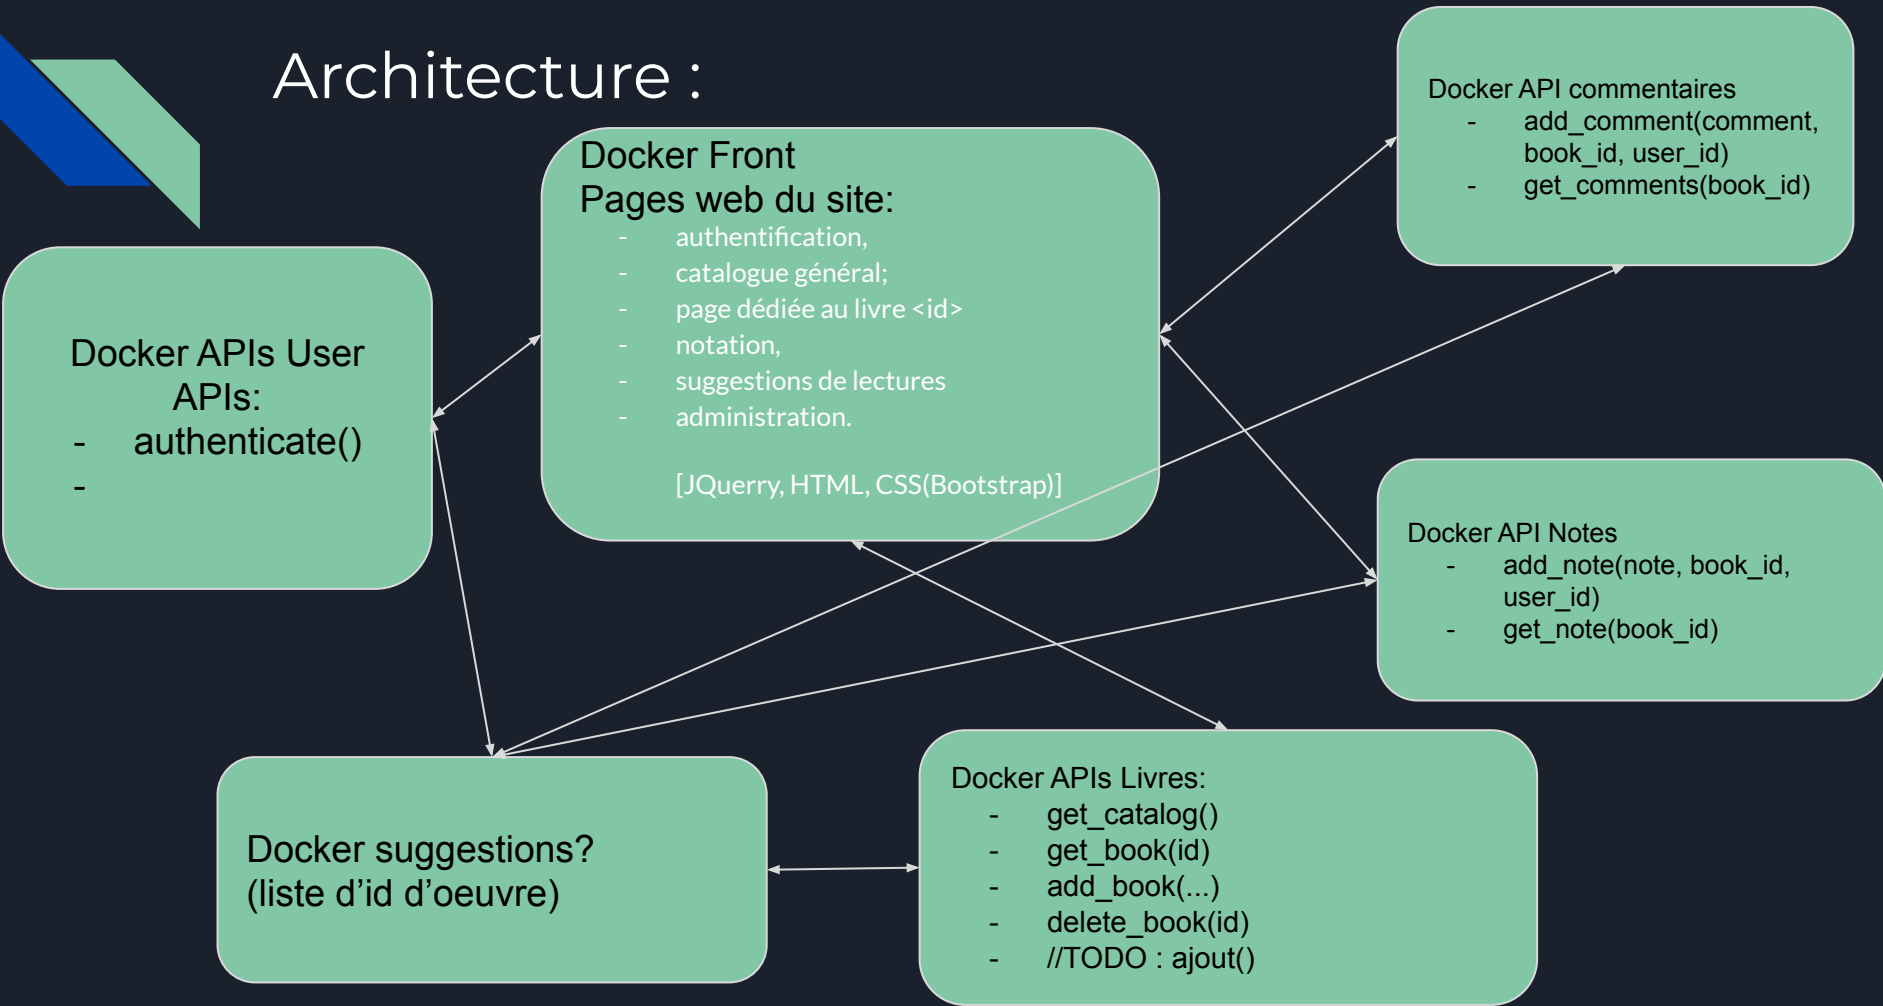 Architecture :
Docker Front
Pages web du site:
- authentification,
- catalogue général;
- page dédiée au livre <id>
- notation,
- suggestions de lectures
- administration.
[JQuerry, HTML, CSS(Bootstrap)]
Docker API commentaires
- add_comment(comment,
book_id, user_id)
- get_comments(book_id)
Docker APIs User
APIs:
- authenticate()
-
Docker API Notes
- add_note(note, book_id,
user_id)
- get_note(book_id)
Docker suggestions?
(liste d'id d'oeuvre)
Docker APIs Livres:
- get_catalog()
- get_book(id)
- add_book(...)
- delete_book(id)
- //TODO : ajout()